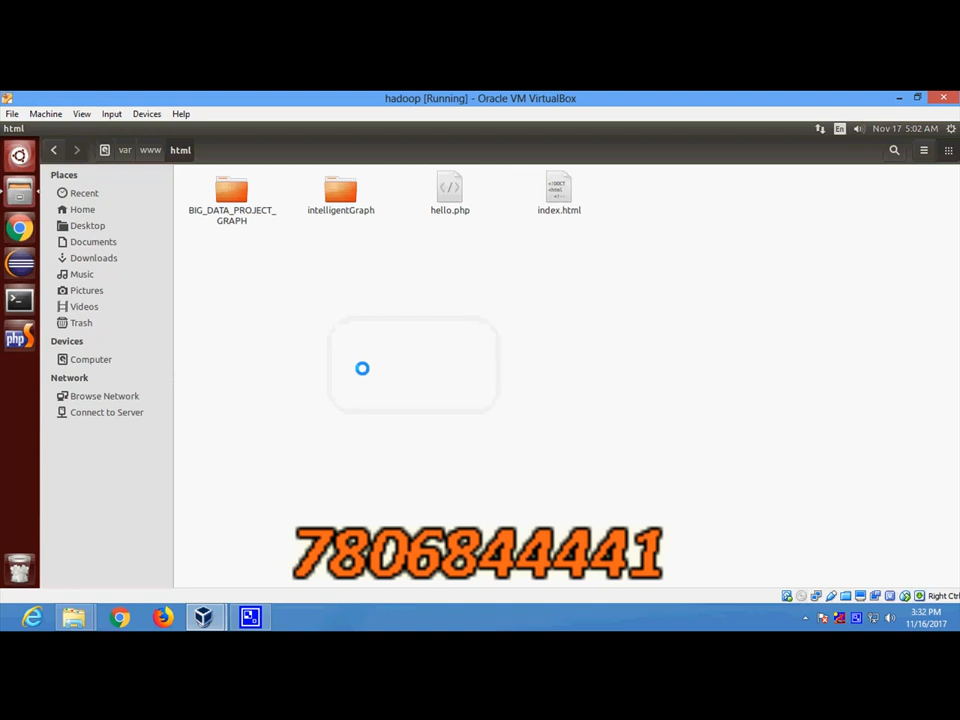 hadoop [Running] - Oracle VM VirtualBox
File Machine View Input Devices Help
html
En
Nov 17 5:02 AM
var www html
Places
Recent
Home
Desktop
Documents
Downloads
Music
Pictures
Videos
Trash
Devices
Computer
Network
Browse Network
Connect to Server
BIG_DATA_PROJECT_
GRAPH
intelligentGraph
hello.php
index.html
php
7806844441
Right Ctrl
3:32 PM
11/16/2017